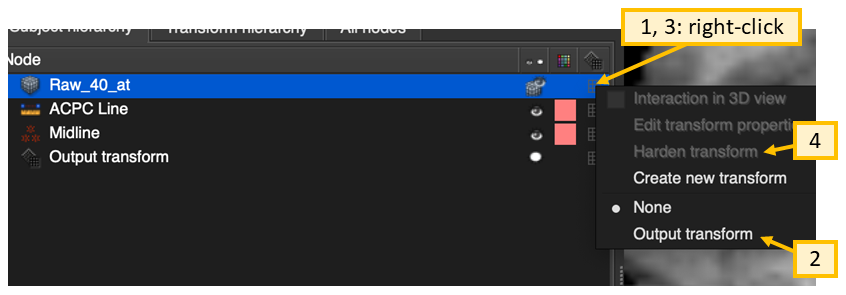 Subject hierarchy Transform hierarchy All nodes
1, 3: right-click
Node
Raw_40_at
ACPC Line
Midline
Output transform
Interaction in 3D view
Edit transform properti
Harden transform
4
Create new transform
None
Output transform
2